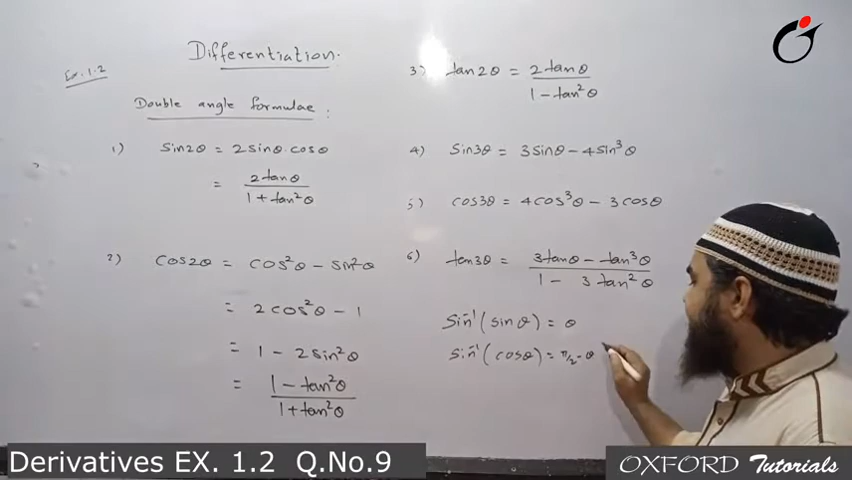 Differentiation.
Ex. 1.2
Double angle formulae :
1) sin2θ = 2sinθ.cosθ
= 2tanθ / 1 + tan²θ
2) cos2θ = cos²θ − sin²θ
= 2cos²θ − 1
= 1 − 2sin²θ
= 1 − tan²θ / 1 + tan²θ
3) tan2θ = 2tanθ / 1 − tan²θ
4) sin3θ = 3sinθ − 4sin³θ
5) cos3θ = 4cos³θ − 3cosθ
6) tan3θ = 3tanθ − tan³θ / 1 − 3tan²θ
sin⁻¹(sinθ) = θ
sin⁻¹(cosθ) = π/2 - θ
Derivatives EX. 1.2 Q.No.9
OXFORD Tutorials